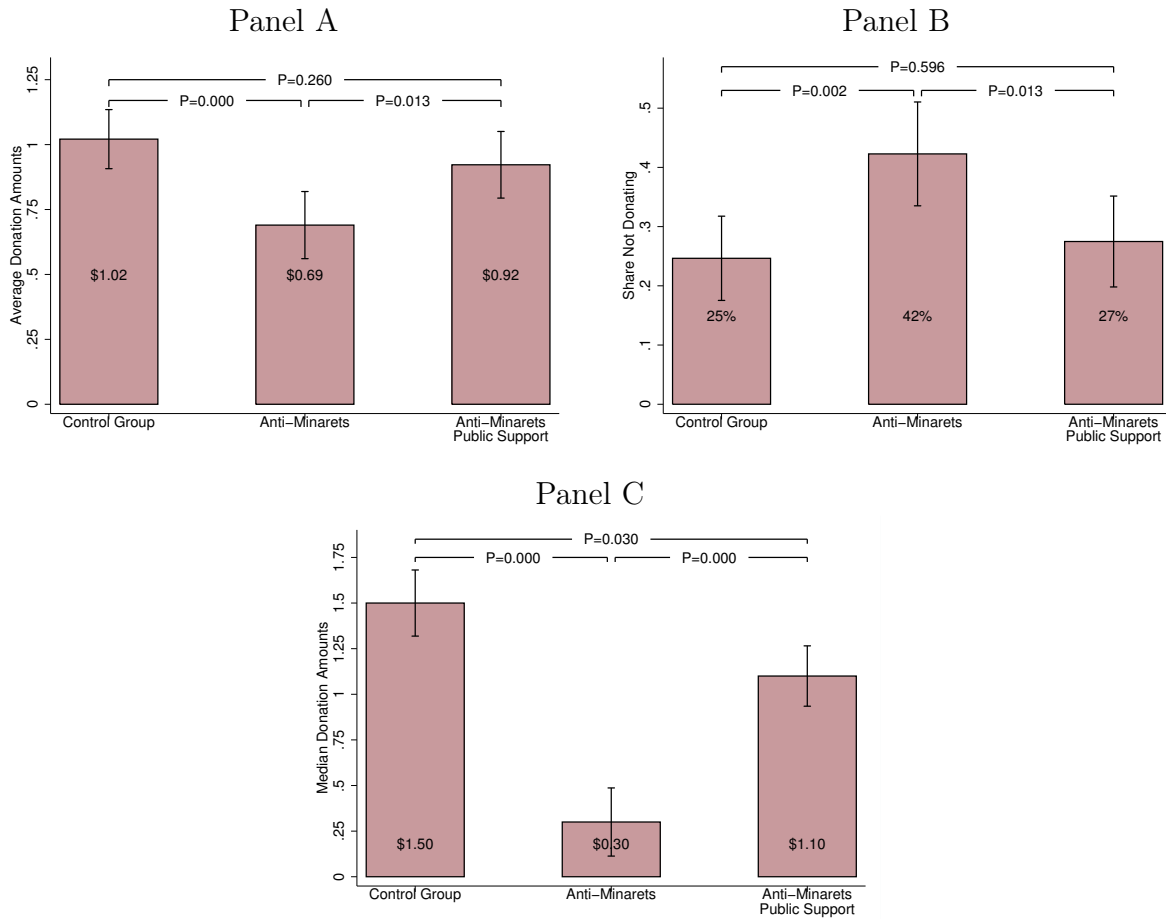 Panel A
Average Donation Amounts
1.25
1
.75
.5
.25
0
P=0.260
P=0.000
P=0.013
$1.02
$0.69
$0.92
Control Group
Anti−Minarets
Anti−Minarets
Public Support
Panel B
Share Not Donating
.5
.4
.3
.2
.1
0
P=0.596
P=0.002
P=0.013
25%
42%
27%
Control Group
Anti−Minarets
Anti−Minarets
Public Support
Panel C
Median Donation Amounts
1.75
1.5
1.25
1
.75
.5
.25
0
P=0.030
P=0.000
P=0.000
$1.50
$0.30
$1.10
Control Group
Anti−Minarets
Anti−Minarets
Public Support